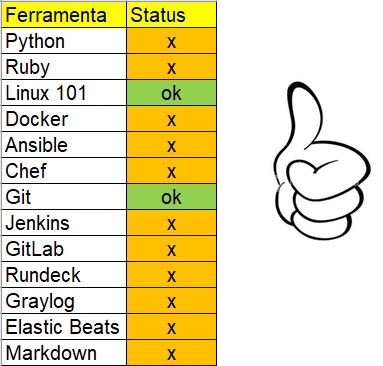 Ferramenta Status
Python x
Ruby x
Linux 101 ok
Docker x
Ansible x
Chef x
Git ok
Jenkins x
GitLab x
Rundeck x
Graylog x
Elastic Beats x
Markdown x